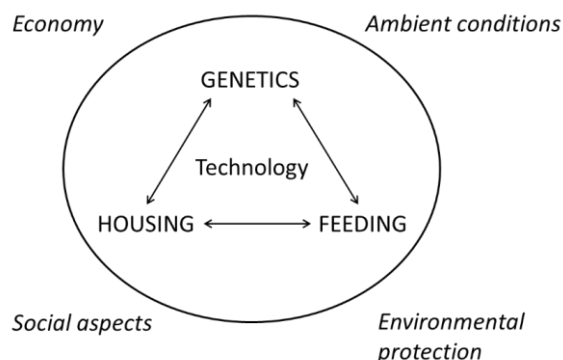 Economy
Ambient conditions
GENETICS
Technology
HOUSING
FEEDING
Social aspects
Environmental
protection